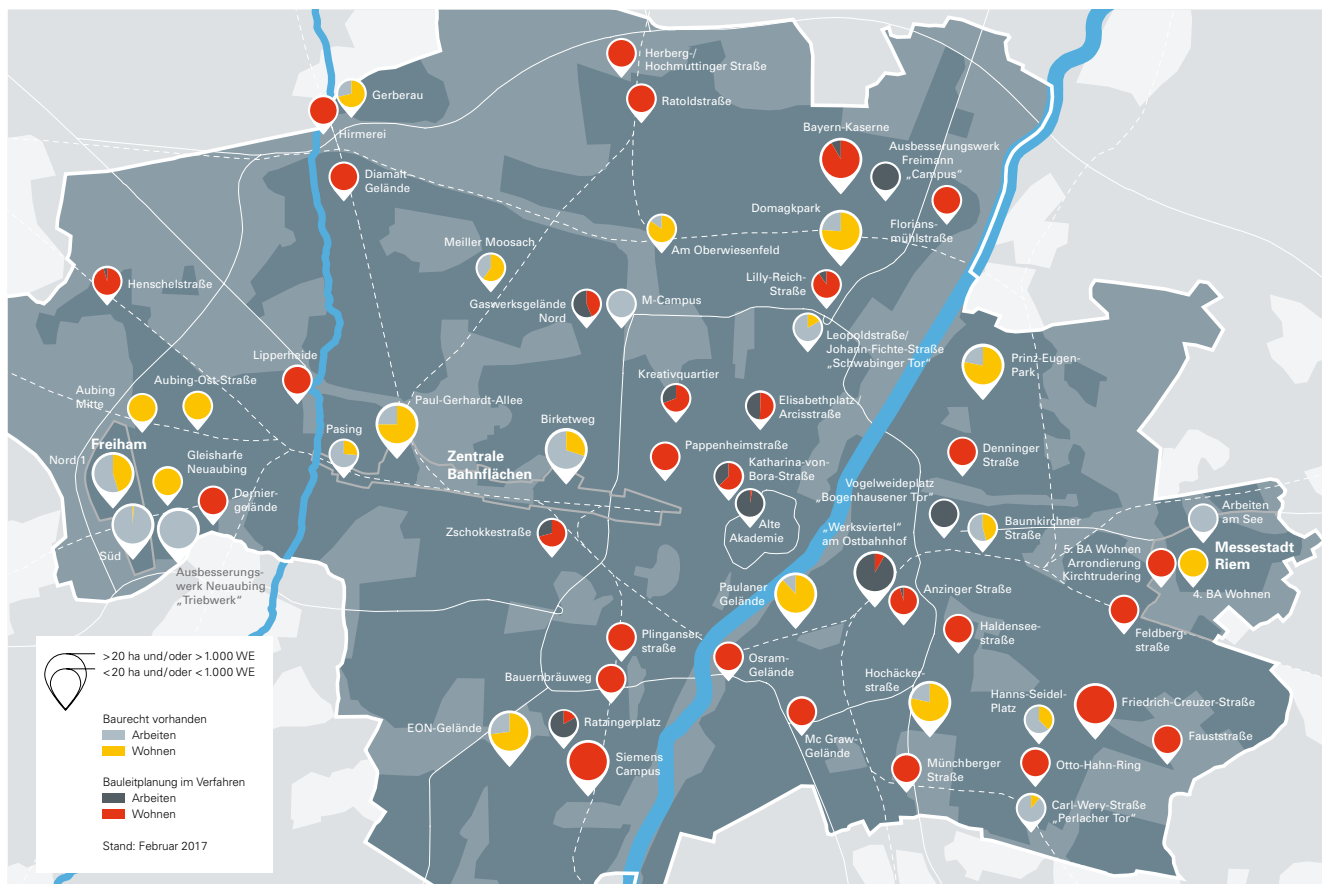 Herberg-/
Hochmuttinger Straße
Gerberau
Ratoldstraße
Hirmerei
Bayern-Kaserne
Ausbesserungswerk
Freimann
„Campus“
Diamalt-
Gelände
Domagkpark
Florians-
mühlstraße
Meiller Moosach
Am Oberwiesenfeld
Henschelstraße
Lilly-Reich-
Straße
Gaswerksgelände
Nord
M-Campus
Leopoldstraße/
Johann-Fichte-Straße
„Schwabinger Tor“
Lipperheide
Prinz-Eugen-
Park
Aubing
Mitte
Aubing-Ost-Straße
Kreativquartier
Paul-Gerhardt-Allee
Elisabethplatz /
Arcisstraße
Birketweg
Pasing
Freiham
Nord 1
Zentrale
Bahnflächen
Pappenheimstraße
Denninger
Straße
Gleisharfe
Neuaubing
Katharina-von-
Bora-Straße
Vogelweideplatz
„Bogenhausener Tor“
Dornier-
gelände
Arbeiten
am See
Alte
Akademie
„Werksviertel“
am Ostbahnhof
Baumkirchner
Straße
Zschokkestraße
Süd
5. BA Wohnen
Arrondierung
Kirchtrudering
Messestadt
Riem
Ausbesserungs-
werk Neuaubing
„Triebwerk“
Paulaner
Gelände
Anzinger Straße
4. BA Wohnen
Haldensee-
straße
Feldberg-
straße
Plinganser-
straße
Osram-
Gelände
Bauernbräuweg
Hochäcker-
straße
Hanns-Seidel-
Platz
Friedrich-Creuzer-Straße
EON-Gelände
Ratzingerplatz
Mc Graw-
Gelände
Fauststraße
Siemens
Campus
Münchberger
Straße
Otto-Hahn-Ring
Carl-Wery-Straße
„Perlacher Tor“
>20 ha und/oder >1.000 WE
<20 ha und/oder <1.000 WE
Baurecht vorhanden
Arbeiten
Wohnen
Bauleitplanung im Verfahren
Arbeiten
Wohnen
Stand: Februar 2017